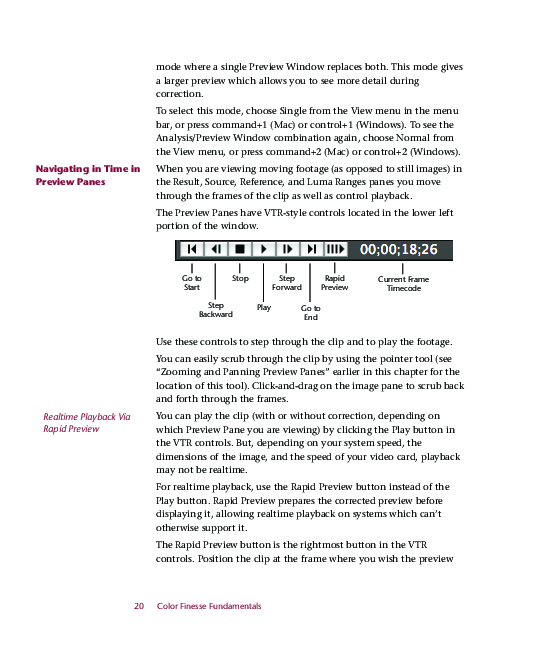 mode where a single Preview Window replaces both. This mode gives
a larger preview which allows you to see more detail during
correction.
To select this mode, choose Single from the View menu in the menu
bar, or press command+1 (Mac) or control+1 (Windows). To see the
Analysis/Preview Window combination again, choose Normal from
the View menu, or press command+2 (Mac) or control+2 (Windows).
Navigating in Time in
Preview Panes
When you are viewing moving footage (as opposed to still images) in
the Result, Source, Reference, and Luma Ranges panes you move
through the frames of the clip as well as control playback.
The Preview Panes have VTR-style controls located in the lower left
portion of the window.
00;00;18;26
Go to
Start
Step
Backward
Stop
Play
Step
Forward
Go to
End
Rapid
Preview
Current Frame
Timecode
Use these controls to step through the clip and to play the footage.
You can easily scrub through the clip by using the pointer tool (see
“Zooming and Panning Preview Panes” earlier in this chapter for the
location of this tool). Click-and-drag on the image pane to scrub back
and forth through the frames.
Realtime Playback Via
Rapid Preview
You can play the clip (with or without correction, depending on
which Preview Pane you are viewing) by clicking the Play button in
the VTR controls. But, depending on your system speed, the
dimensions of the image, and the speed of your video card, playback
may not be realtime.
For realtime playback, use the Rapid Preview button instead of the
Play button. Rapid Preview prepares the corrected preview before
displaying it, allowing realtime playback on systems which can’t
otherwise support it.
The Rapid Preview button is the rightmost button in the VTR
controls. Position the clip at the frame where you wish the preview
20 Color Finesse Fundamentals